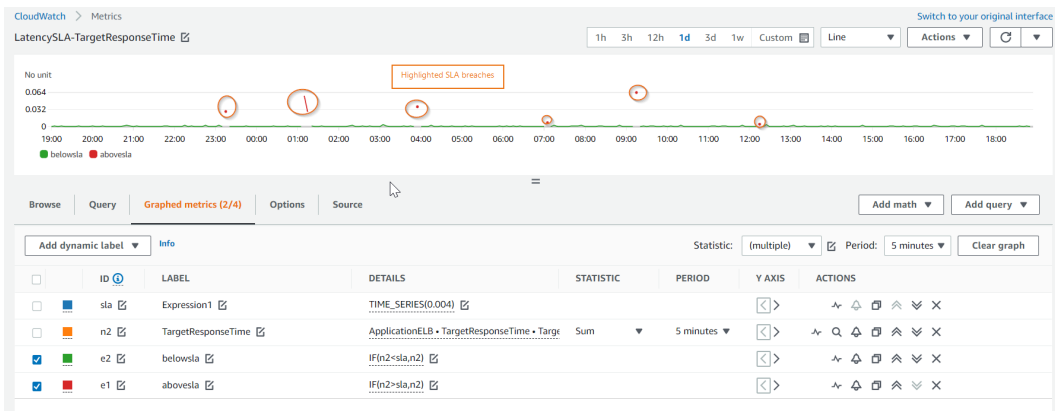 CloudWatch > Metrics
Switch to your original interface
LatencySLA-TargetResponseTime
1h 3h 12h 1d 3d 1w Custom Line Actions
No unit
Highlighted SLA breaches
0.064
0.032
0
19:00 20:00 21:00 22:00 23:00 00:00 01:00 02:00 03:00 04:00 05:00 06:00 07:00 08:00 09:00 10:00 11:00 12:00 13:00 14:00 15:00 16:00 17:00 18:00
belowsla abovesla
Browse Query Graphed metrics (2/4) Options Source Add math Add query
Add dynamic label Info Statistic: (multiple) Period: 5 minutes Clear graph
ID LABEL DETAILS STATISTIC PERIOD Y AXIS ACTIONS
sla Expression1 TIME_SERIES(0.004)
n2 TargetResponseTime ApplicationELB • TargetResponseTime • Targe Sum 5 minutes
e2 belowsla IF(n2<sla,n2)
e1 abovesla IF(n2>sla,n2)